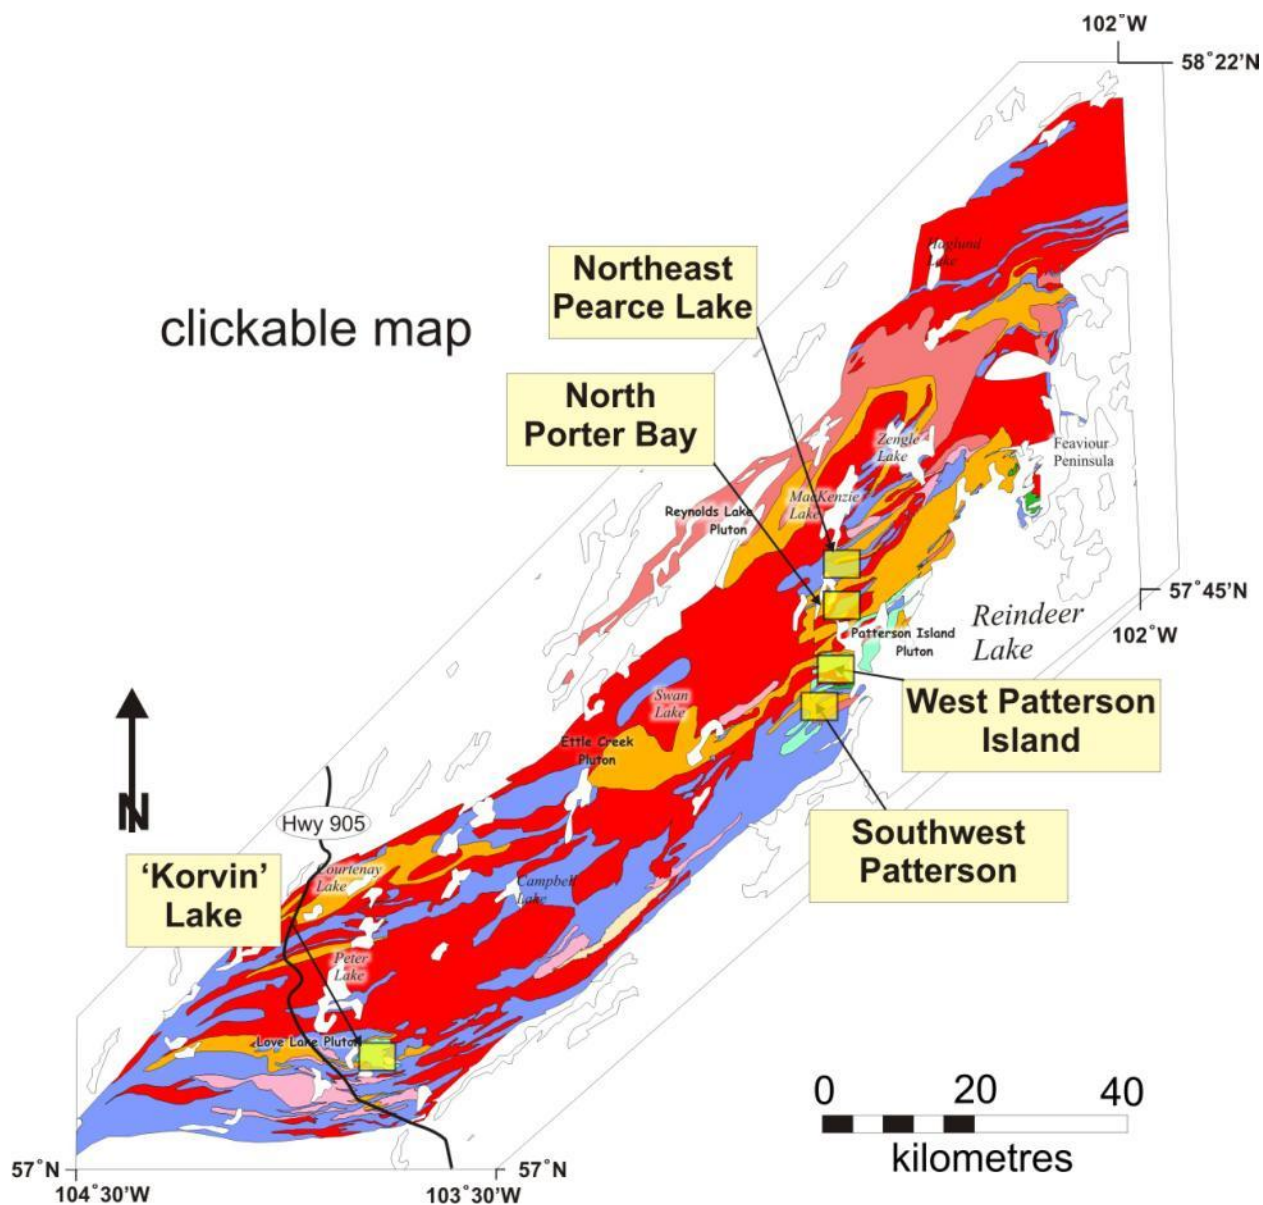 102°W
58°22'N
Northeast
Pearce Lake
clickable map
Haglund
Lake
North
Porter Bay
Zengle
Lake
Feaviour
Peninsula
MacKenzie
Lake
Reynolds Lake
Pluton
57°45'N
102°W
Reindeer
Lake
Patterson Island
Pluton
West Patterson
Island
Swan
Lake
Ettle Creek
Pluton
N
Hwy 905
Southwest
Patterson
'Korvin'
Lake
Courtenay
Lake
Campbell
Lake
Peter
Lake
Love Lake Pluton
0 20 40
kilometres
57°N
57°N
104°30'W
103°30'W